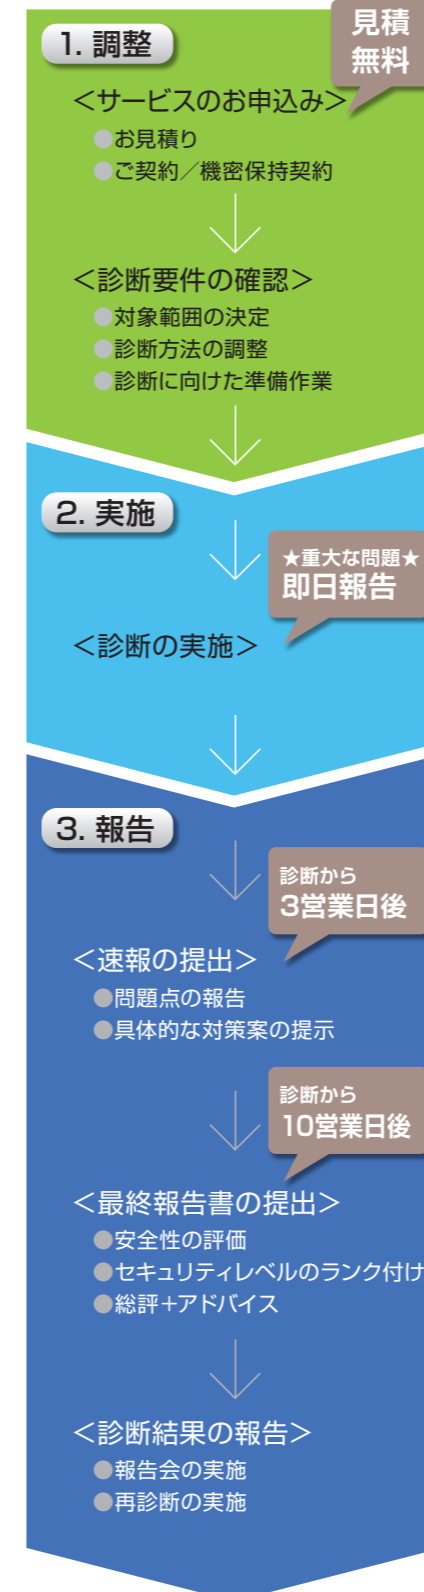 見積
無料
1. 調整
＜サービスのお申込み＞
●お見積り
●ご契約／機密保持契約
＜診断要件の確認＞
●対象範囲の決定
●診断方法の調整
●診断に向けた準備作業
2. 実施
★重大な問題★
即日報告
＜診断の実施＞
3. 報告
診断から
3営業日後
＜速報の提出＞
●問題点の報告
●具体的な対策案の提示
診断から
10営業日後
＜最終報告書の提出＞
●安全性の評価
●セキュリティレベルのランク付け
●総評＋アドバイス
＜診断結果の報告＞
●報告会の実施
●再診断の実施